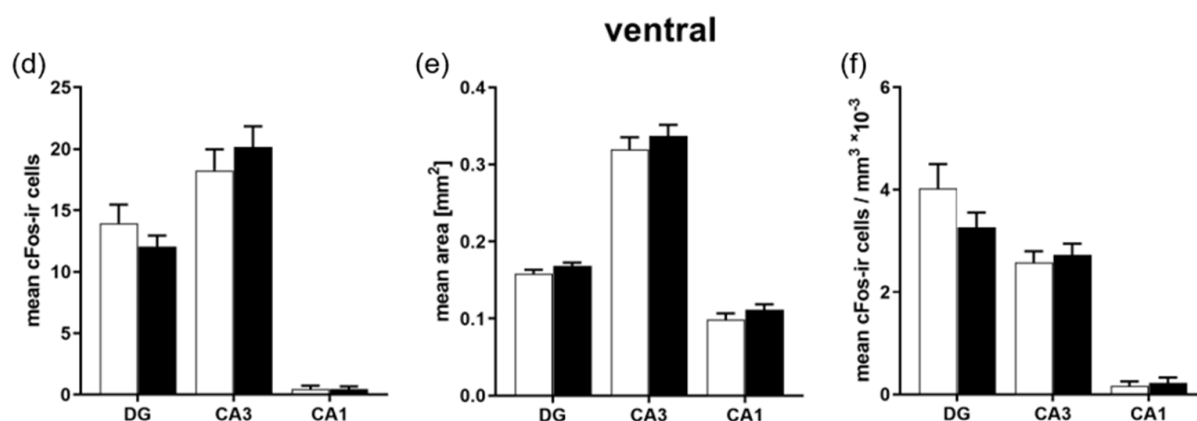 ventral
(d)
mean cFos-ir cells
25
20
15
10
5
0
DG CA3 CA1
(e)
mean area [mm²]
0.4
0.3
0.2
0.1
0.0
DG CA3 CA1
(f)
mean cFos-ir cells / mm³ ×10⁻³
6
4
2
0
DG CA3 CA1